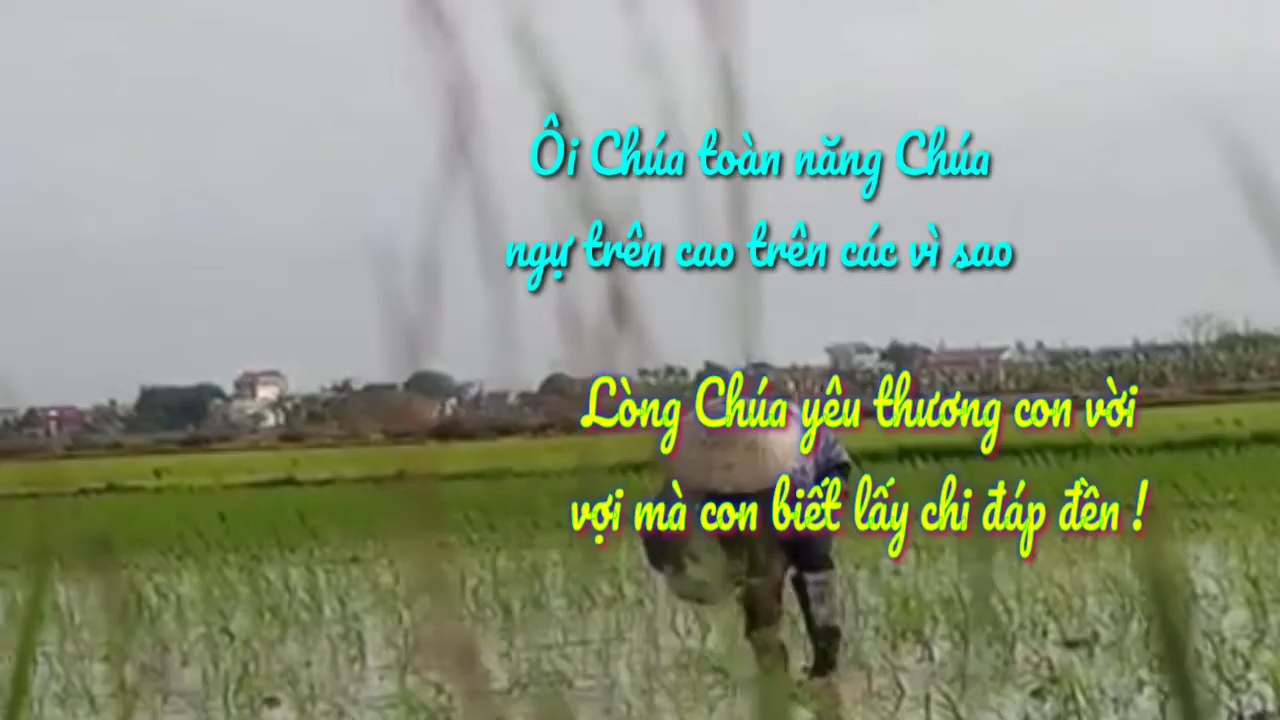 Ôi Chúa toàn năng Chúa
ngự trên cao trên các vì sao
Lòng Chúa yêu thương con vời
vợi mà con biết lấy chi đáp đền !